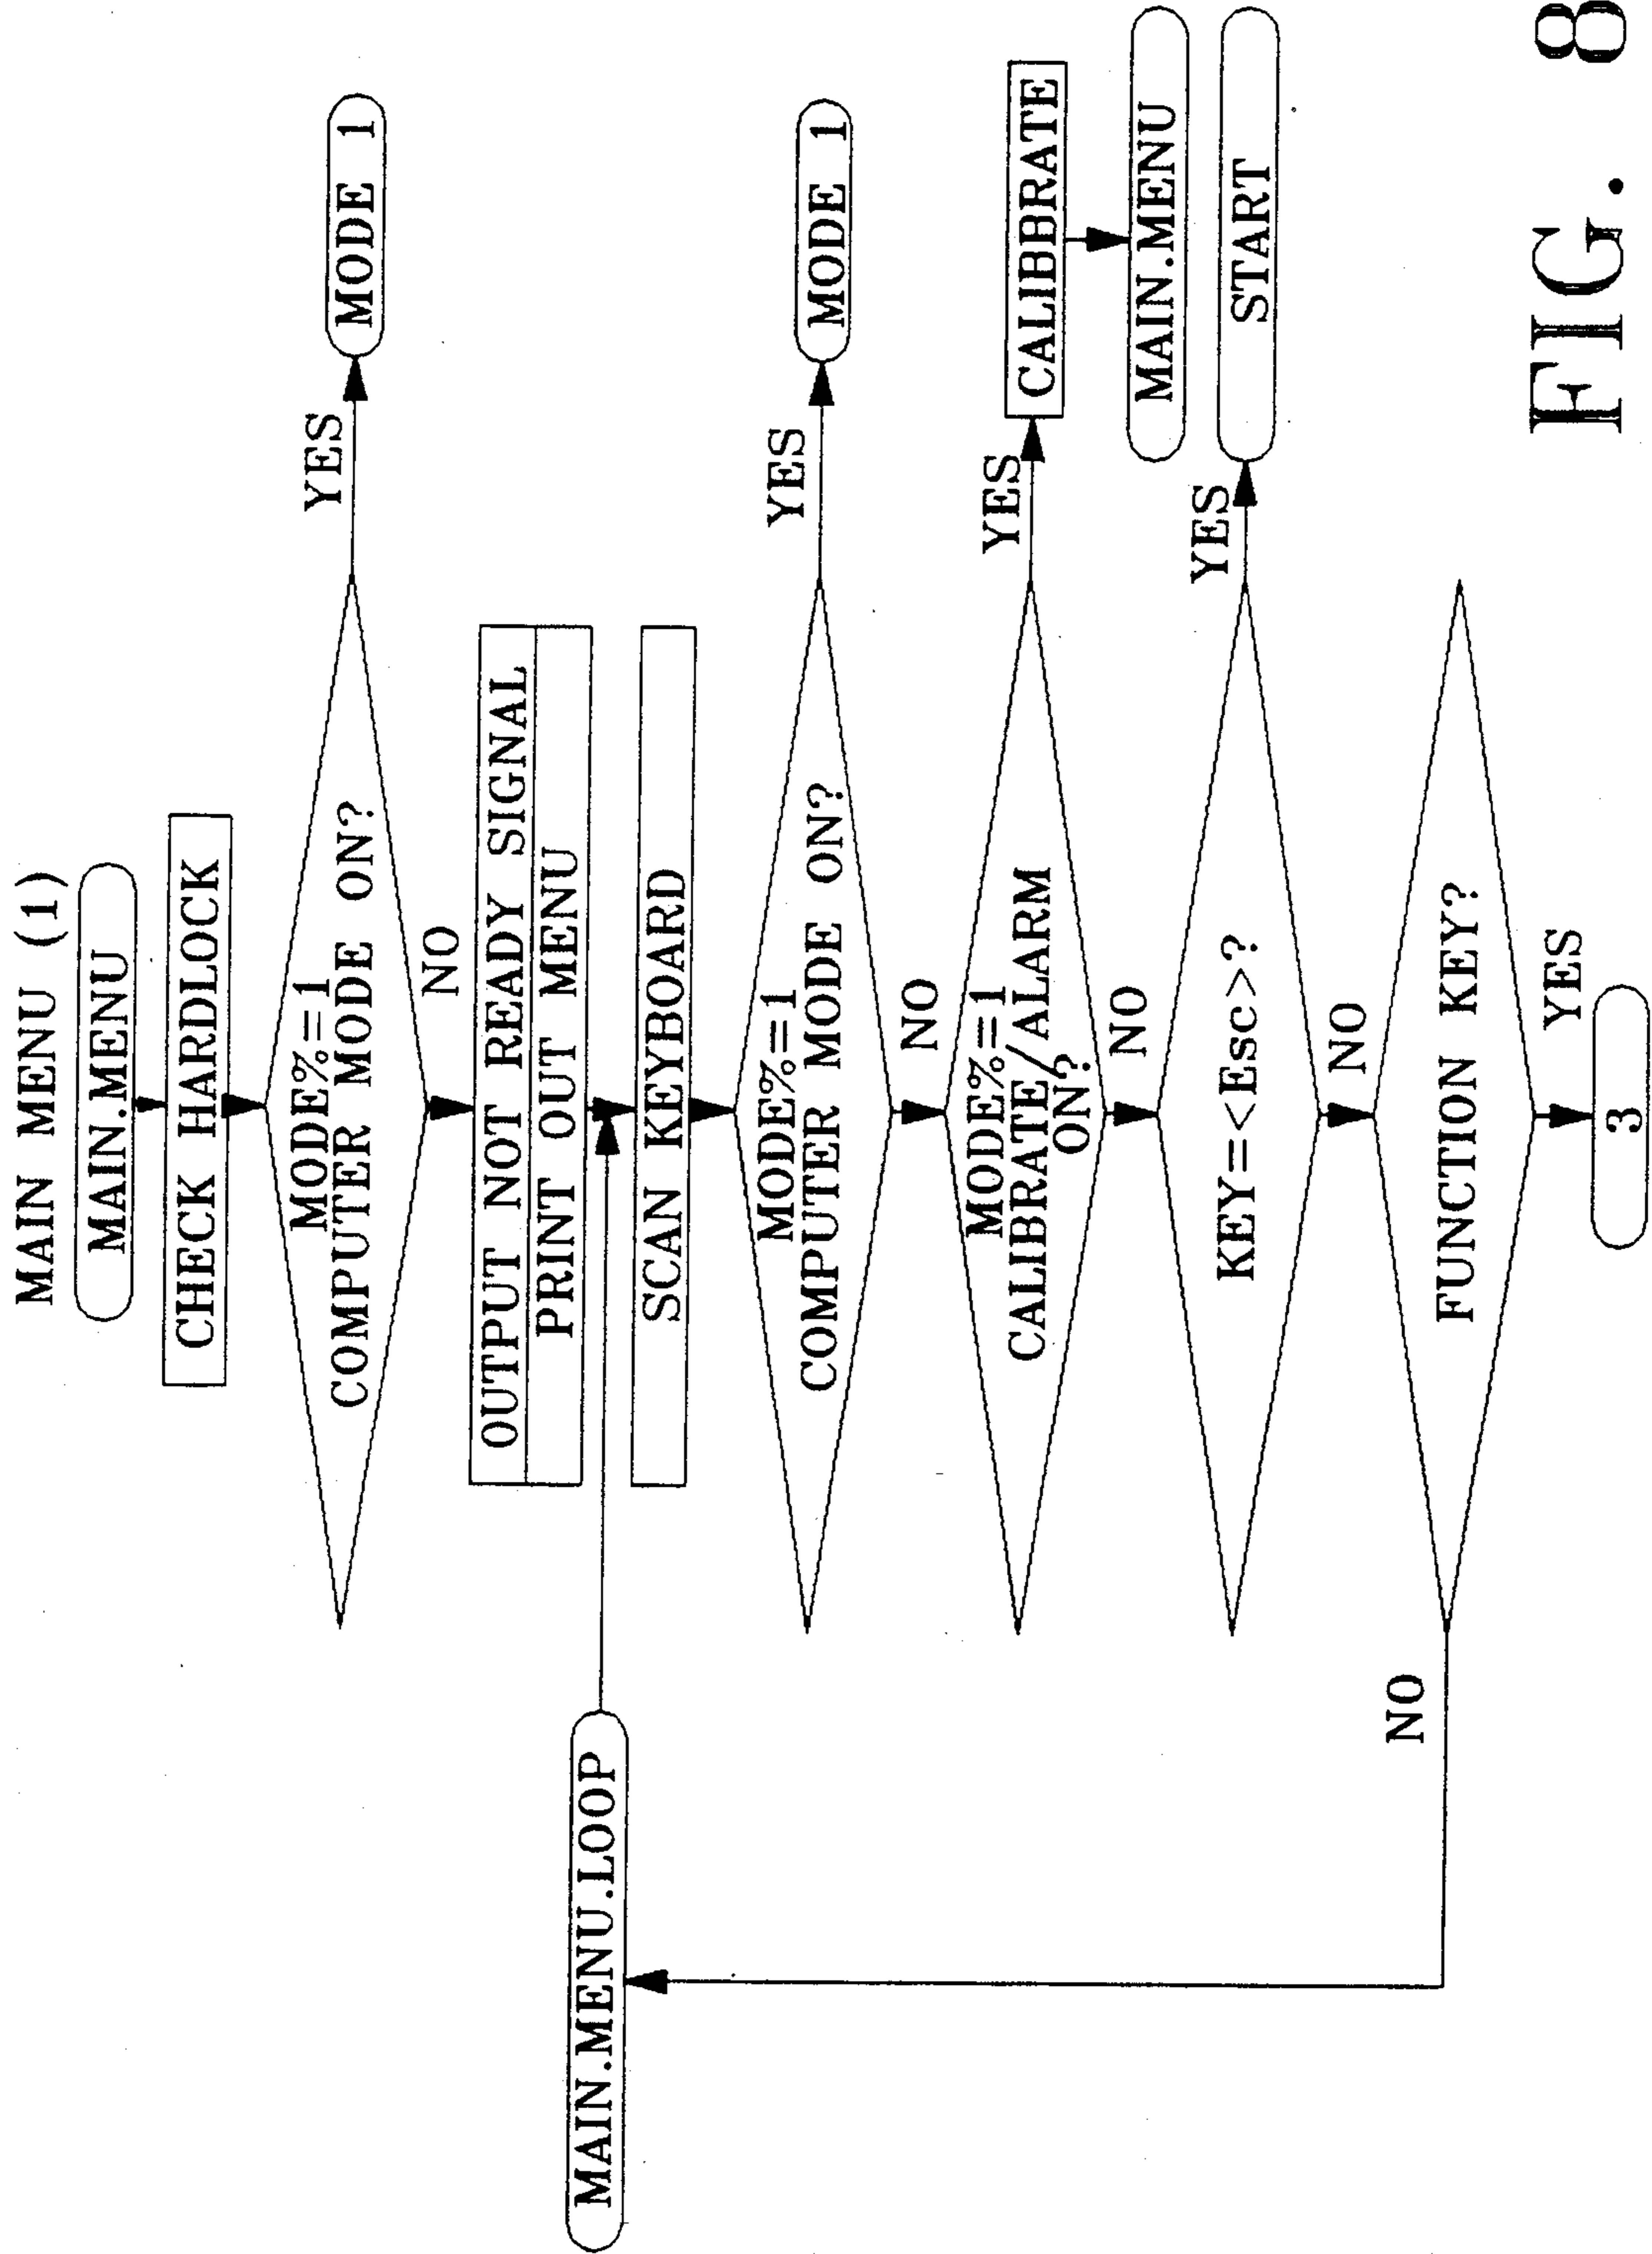 MAIN MENU (1)
MAIN.MENU
CHECK HARDLOCK
MODE%=1
COMPUTER MODE ON?
YES
MODE 1
NO
OUTPUT NOT READY SIGNAL
PRINT OUT MENU
MAIN.MENU.LOOP
SCAN KEYBOARD
MODE%=1
COMPUTER MODE ON?
YES
MODE 1
NO
MODE%=1
CALIBRATE/ALARM
ON?
YES
CALIBBRATE
MAIN.MENU
NO
KEY=<Esc>?
YES
START
NO
FUNCTION KEY?
NO
YES
3
FIG. 8